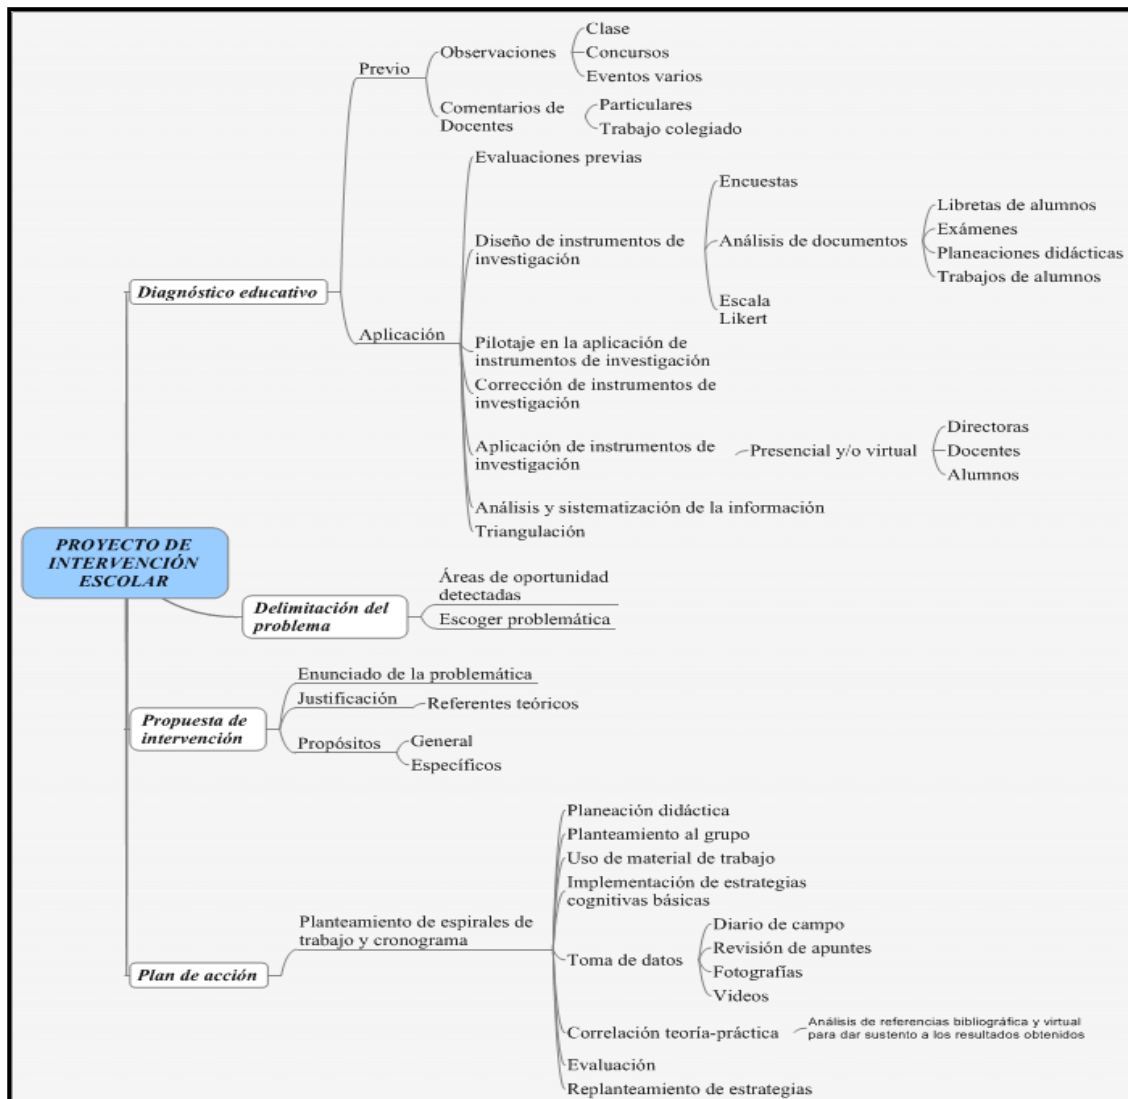 Clase
Observaciones
Concursos
Previo
Eventos varios
Comentarios de
Docentes
Particulares
Trabajo colegiado
Evaluaciones previas
Encuestas
Libretas de alumnos
Exámenes
Diseño de instrumentos de
investigación
Análisis de documentos
Planeaciones didácticas
Trabajos de alumnos
Diagnóstico educativo
Escala
Likert
Aplicación
Pilotaje en la aplicación de
instrumentos de investigación
Corrección de instrumentos de
investigación
Directoras
Aplicación de instrumentos de
investigación
Presencial y/o virtual
Docentes
Alumnos
Análisis y sistematización de la información
Triangulación
PROYECTO DE
INTERVENCIÓN
ESCOLAR
Áreas de oportunidad
detectadas
Delimitación del
problema
Escoger problemática
Enunciado de la problemática
Justificación
Referentes teóricos
Propuesta de
intervención
Propósitos
General
Específicos
Planeación didáctica
Planteamiento al grupo
Uso de material de trabajo
Implementación de estrategias
cognitivas básicas
Planteamiento de espirales de
trabajo y cronograma
Diario de campo
Revisión de apuntes
Toma de datos
Fotografías
Plan de acción
Videos
Correlación teoría-práctica
Análisis de referencias bibliográfica y virtual
para dar sustento a los resultados obtenidos
Evaluación
Replanteamiento de estrategias